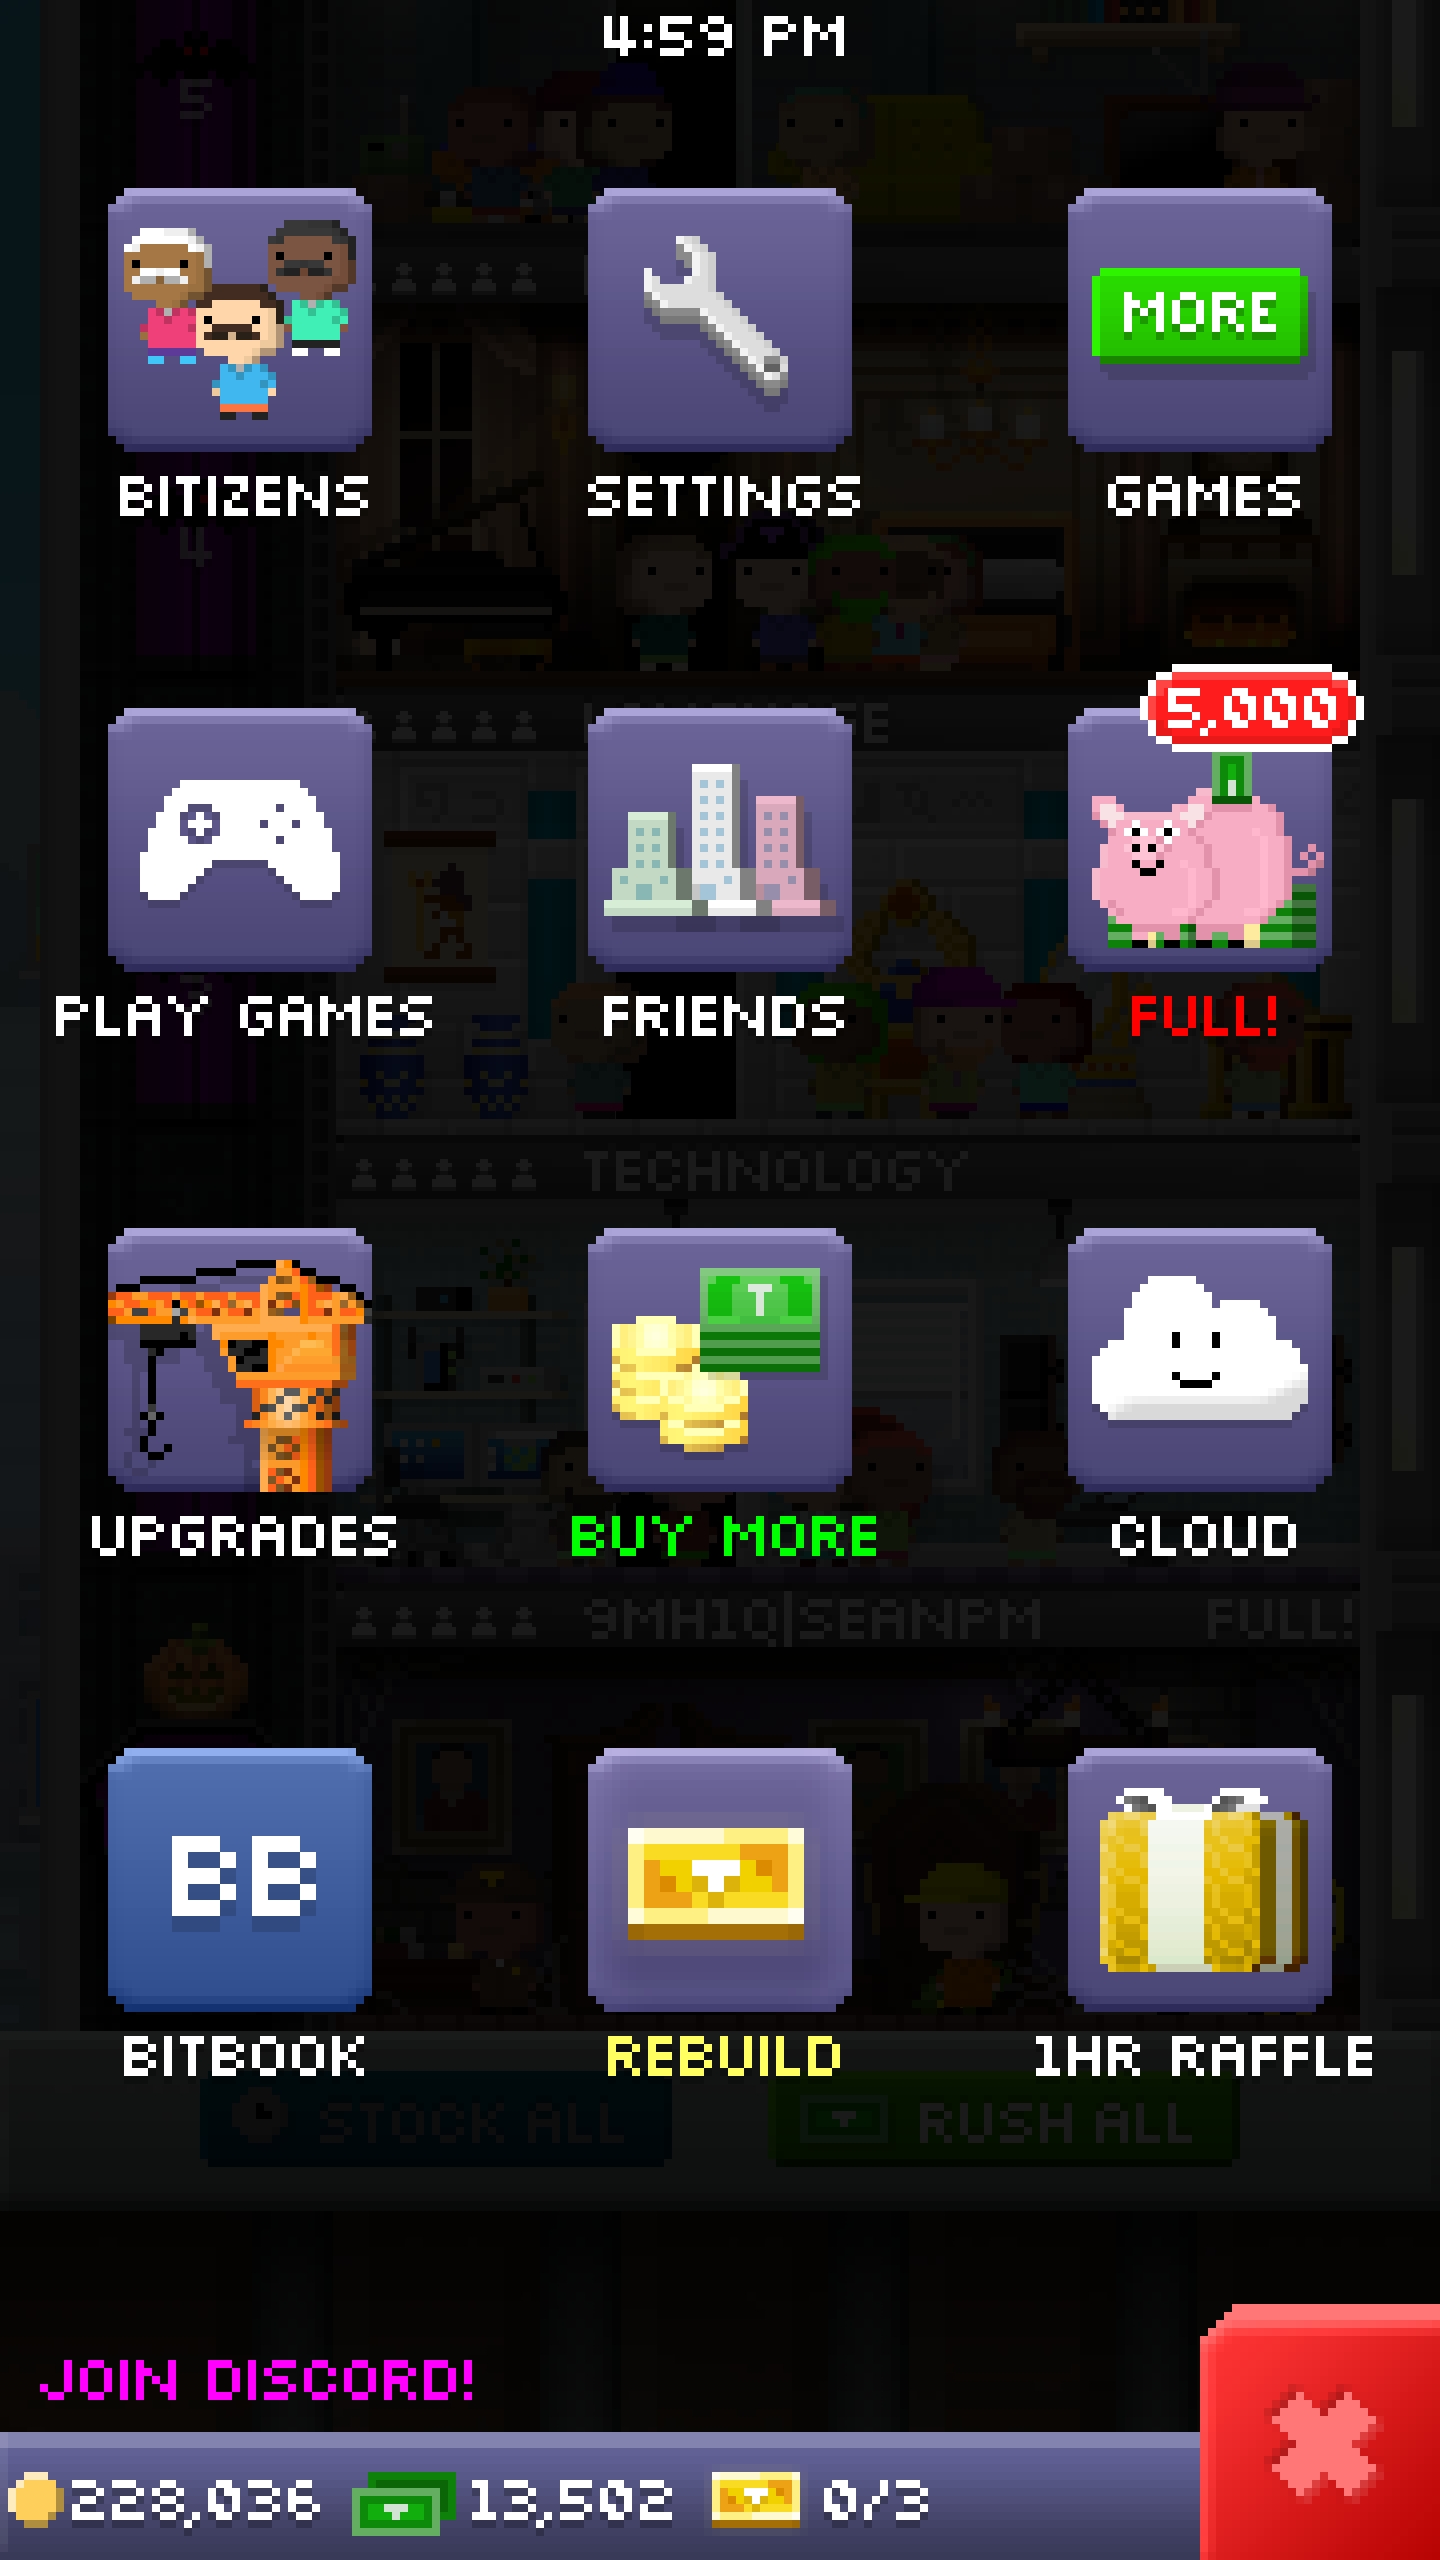 4:59 PM
5
MORE
BITIZENS SETTINGS GAMES
4
5,000
PLAY GAMES FRIENDS FULL!
TECHNOLOGY
T
UPGRADES BUY MORE CLOUD
9MH1Q|SEANPM FULL!
BB
BITBOOK REBUILD 1HR RAFFLE
STOCK ALL RUSH ALL
JOIN DISCORD!
228,036 13,502 0/3